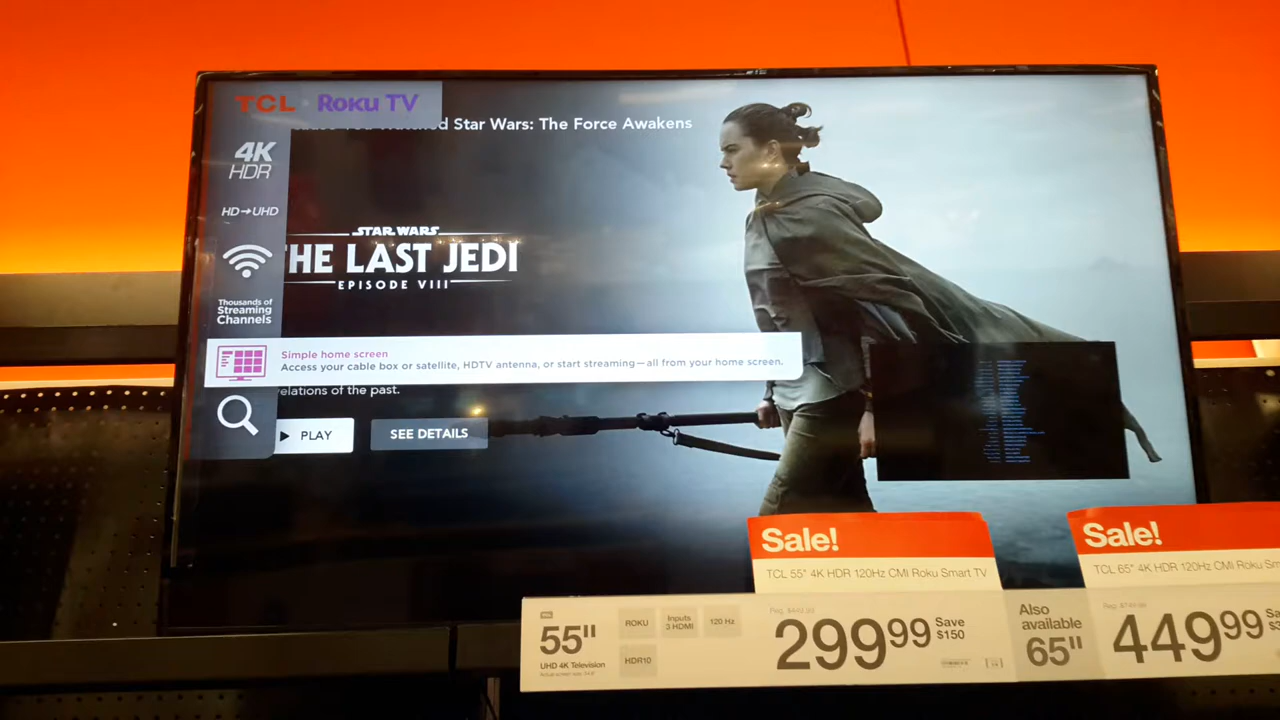 TCL Roku TV
Star Wars: The Force Awakens
4K
HDR
HD→UHD
STAR WARS
THE LAST JEDI
EPISODE VIII
Thousands of
Streaming
Channels
Simple home screen
Access your cable box or satellite, HDTV antenna, or start streaming—all from your home screen.
elations of the past.
PLAY
SEE DETAILS
Sale!
TCL 55" 4K HDR 120Hz CMI Roku Smart TV
Sale!
TCL 65" 4K HDR 120Hz CMI Roku Sm
55"
UHD 4K Television
ROKU
Inputs
3 HDMI
120 Hz
HDR10
299.99
Save
$150
Also
available
65"
449.99